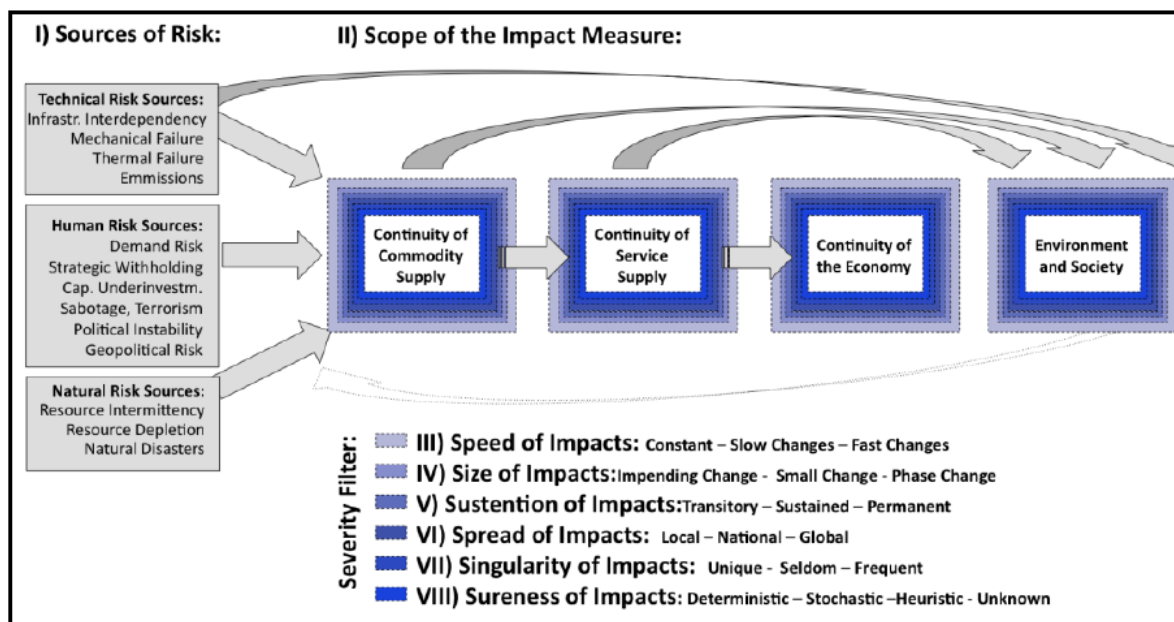 I) Sources of Risk:
II) Scope of the Impact Measure:
Technical Risk Sources:
Infrastr. Interdependency
Mechanical Failure
Thermal Failure
Emmissions
Human Risk Sources:
Demand Risk
Strategic Withholding
Cap. Underinvestm.
Sabotage, Terrorism
Political Instability
Geopolitical Risk
Natural Risk Sources:
Resource Intermittency
Resource Depletion
Natural Disasters
Continuity of
Commodity
Supply
Continuity of
Service
Supply
Continuity of
the Economy
Environment
and Society
Severity Filter:
III) Speed of Impacts: Constant – Slow Changes – Fast Changes
IV) Size of Impacts:Impending Change - Small Change - Phase Change
V) Sustention of Impacts:Transitory – Sustained – Permanent
VI) Spread of Impacts: Local – National – Global
VII) Singularity of Impacts: Unique - Seldom – Frequent
VIII) Sureness of Impacts: Deterministic – Stochastic –Heuristic - Unknown